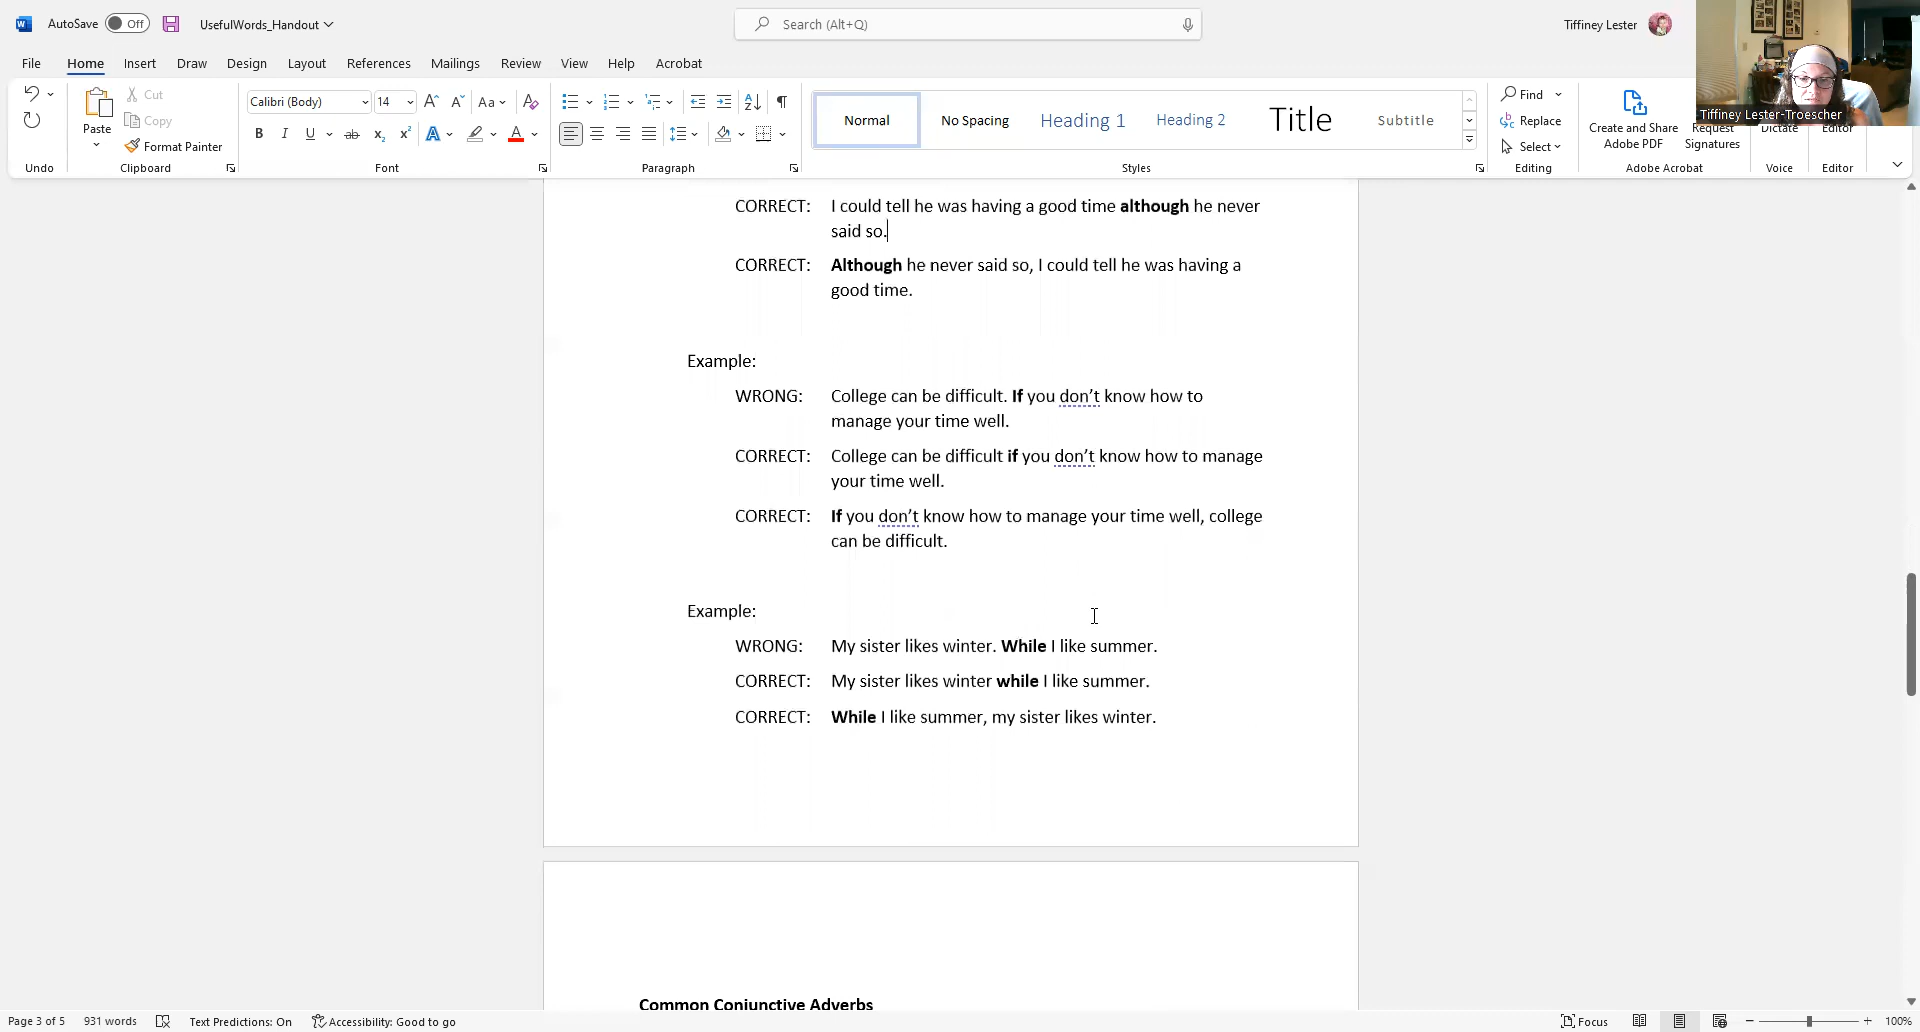 AutoSave Off UsefulWords_Handout Search (Alt+Q) Tiffiney Lester
File Home Insert Draw Design Layout References Mailings Review View Help Acrobat
Paste Cut Copy Format Painter
Calibri (Body) 14 Aa
B I U ab x₂ x² A A
Normal No Spacing Heading 1 Heading 2 Title Subtitle
Find Replace Select
Create and Share Adobe PDF Request Signatures Dictate Editor
Tiffiney Lester-Troescher
Undo Clipboard Font Paragraph Styles Editing Adobe Acrobat Voice Editor
CORRECT: I could tell he was having a good time although he never
said so.
CORRECT: Although he never said so, I could tell he was having a
good time.
Example:
WRONG: College can be difficult. If you don’t know how to
manage your time well.
CORRECT: College can be difficult if you don’t know how to manage
your time well.
CORRECT: If you don’t know how to manage your time well, college
can be difficult.
Example:
WRONG: My sister likes winter. While I like summer.
CORRECT: My sister likes winter while I like summer.
CORRECT: While I like summer, my sister likes winter.
Common Conjunctive Adverbs
Page 3 of 5 931 words Text Predictions: On Accessibility: Good to go Focus 100%